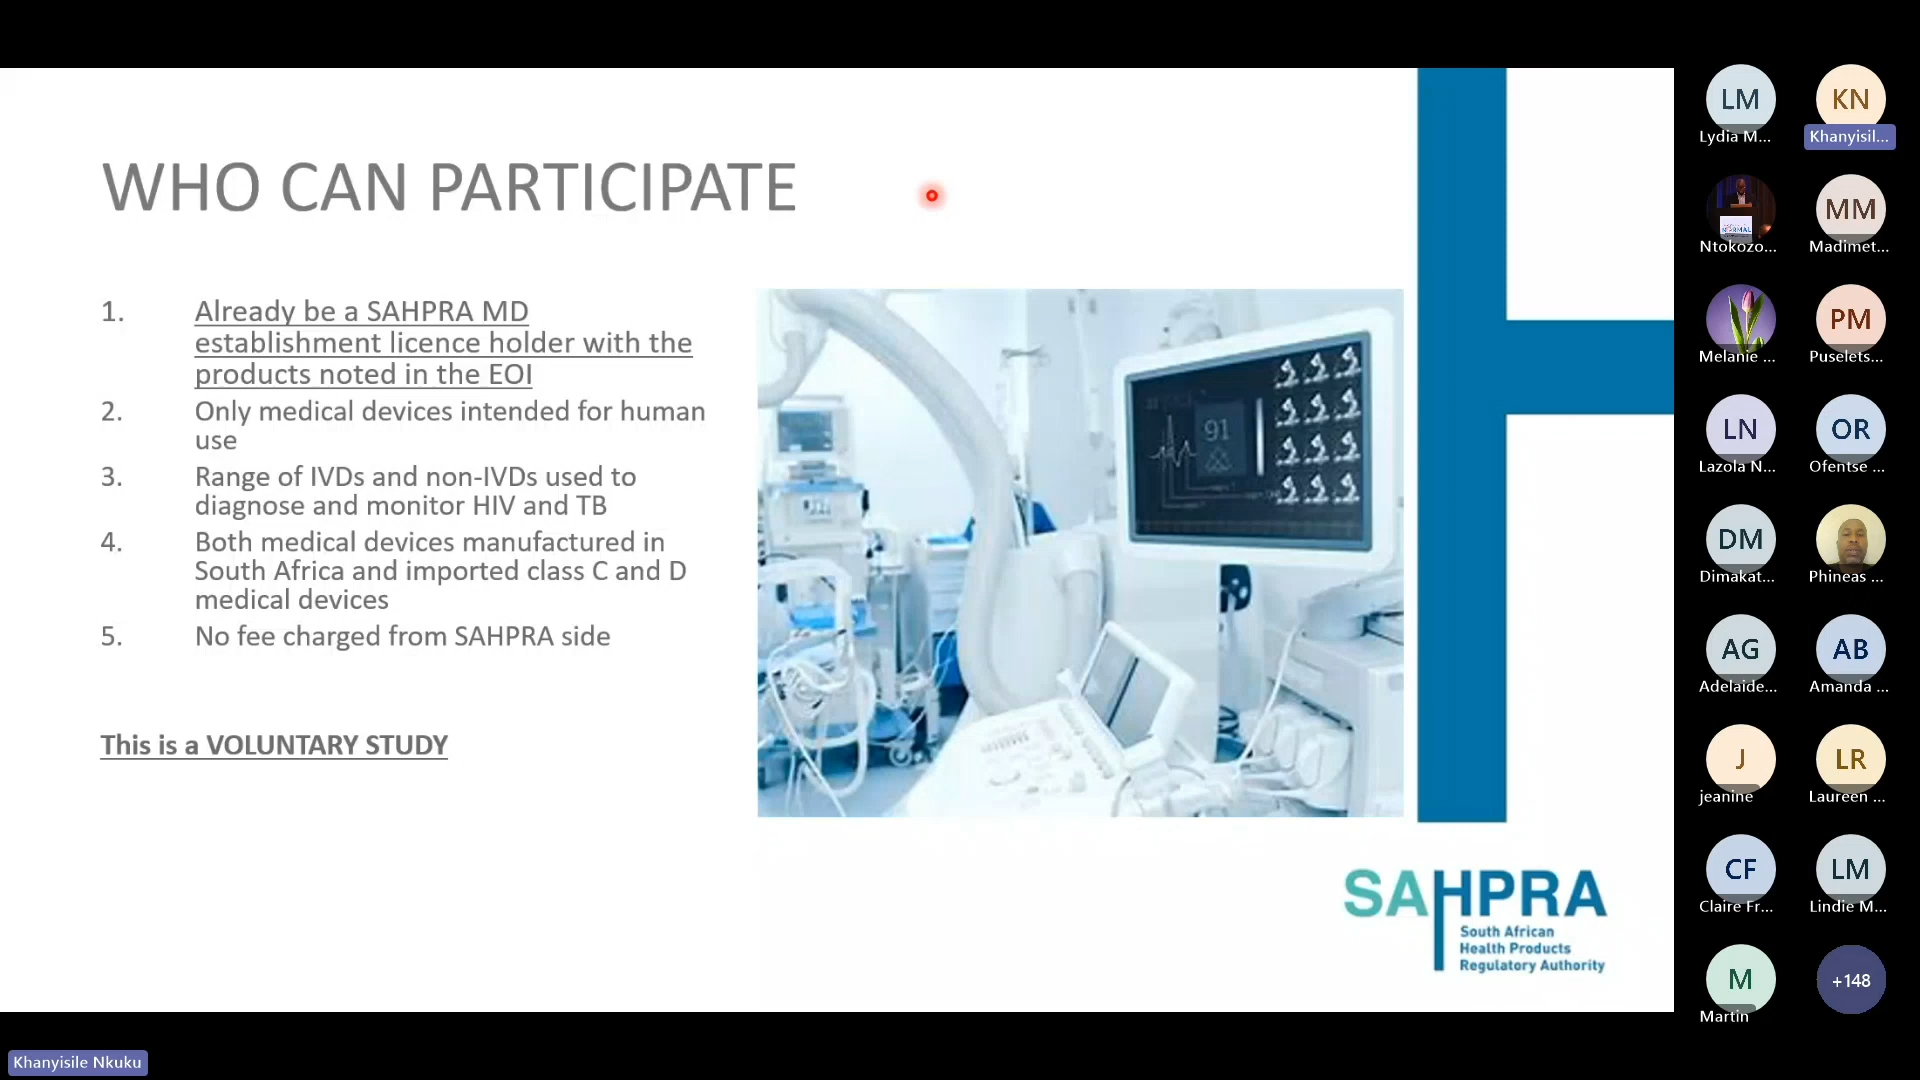 WHO CAN PARTICIPATE
1. Already be a SAHPRA MD
establishment licence holder with the
products noted in the EOI
2. Only medical devices intended for human
use
3. Range of IVDs and non-IVDs used to
diagnose and monitor HIV and TB
4. Both medical devices manufactured in
South Africa and imported class C and D
medical devices
5. No fee charged from SAHPRA side
This is a VOLUNTARY STUDY
91
SAHPRA
South African
Health Products
Regulatory Authority
LM
Lydia M...
KN
Khanyisil...
Ntokozo...
MM
Madimet...
Melanie ...
PM
Puselets...
LN
Lazola N...
OR
Ofentse ...
DM
Dimakat...
Phineas ...
AG
Adelaide...
AB
Amanda ...
J
jeanine
LR
Laureen ...
CF
Claire Fr...
LM
Lindie M...
M
Martin
+148
Khanyisile Nkuku